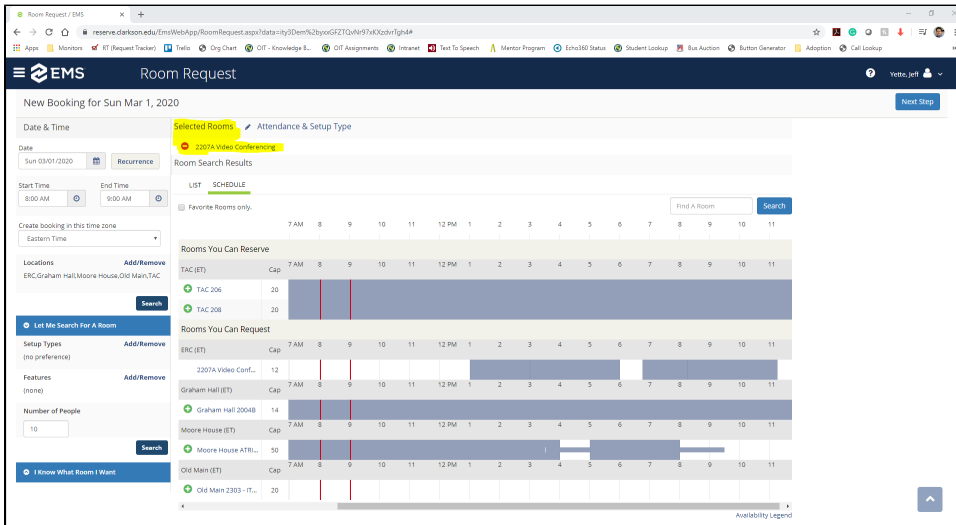 Room Request / EMS
reserve.clarkson.edu/EmsWebApp/RoomRequest.aspx?data=ity3Dem%2byxxGFZTQvNr97xKXzdvrTgh4#
Apps Monitors RT (Request Tracker) Trello Org Chart OIT - Knowledge B... OIT Assignments Intranet Text To Speech Mentor Program Echo360 Status Student Lookup Bus Auction Button Generator Adoption Call Lookup
EMS Room Request Yette, Jeff
New Booking for Sun Mar 1, 2020 Next Step
Date & Time
Date
Sun 03/01/2020 Recurrence
Start Time End Time
8:00 AM 9:00 AM
Create booking in this time zone
Eastern Time
Locations Add/Remove
ERC,Graham Hall,Moore House,Old Main,TAC
Search
Let Me Search For A Room
Setup Types Add/Remove
(no preference)
Features Add/Remove
(none)
Number of People
10
Search
I Know What Room I Want
Selected Rooms Attendance & Setup Type
2207A Video Conferencing
Room Search Results
LIST SCHEDULE
Favorite Rooms only. Find A Room Search
7 AM 8 9 10 11 12 PM 1 2 3 4 5 6 7 8 9 10 11
Rooms You Can Reserve
TAC (ET) Cap 7 AM 8 9 10 11 12 PM 1 2 3 4 5 6 7 8 9 10 11
TAC 206 20
TAC 208 20
Rooms You Can Request
ERC (ET) Cap 7 AM 8 9 10 11 12 PM 1 2 3 4 5 6 7 8 9 10 11
2207A Video Conf... 12
Graham Hall (ET) Cap 7 AM 8 9 10 11 12 PM 1 2 3 4 5 6 7 8 9 10 11
Graham Hall 2004B 14
Moore House (ET) Cap 7 AM 8 9 10 11 12 PM 1 2 3 4 5 6 7 8 9 10 11
Moore House ATRI... 50
Old Main (ET) Cap 7 AM 8 9 10 11 12 PM 1 2 3 4 5 6 7 8 9 10 11
Old Main 2303 - IT... 20
Availability Legend